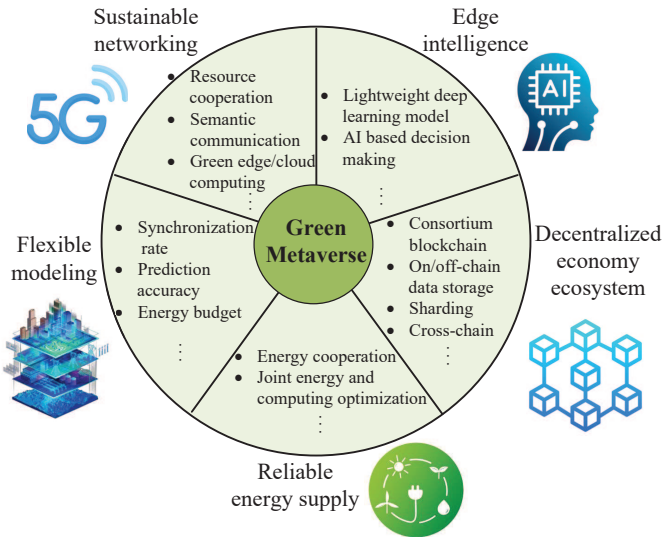 Sustainable
networking
Edge
intelligence
5G
AI
• Resource
cooperation
• Semantic
communication
• Green edge/cloud
computing
⋮
• Lightweight deep
learning model
• AI based decision
making
⋮
Green
Metaverse
Flexible
modeling
• Synchronization
rate
• Prediction
accuracy
• Energy budget
⋮
• Consortium
blockchain
• On/off-chain
data storage
• Sharding
• Cross-chain
⋮
Decentralized
economy
ecosystem
• Energy cooperation
• Joint energy and
computing optimization
⋮
Reliable
energy supply